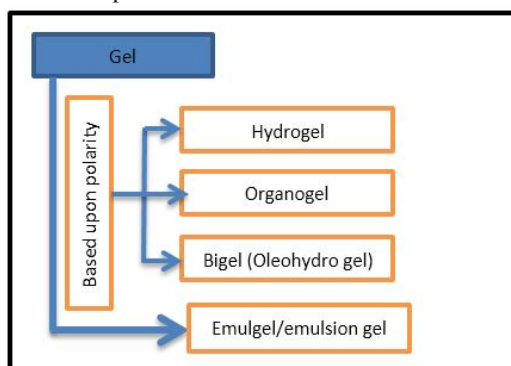 Gel
Based upon polarity
Hydrogel
Organogel
Bigel (Oleohydro gel)
Emulgel/emulsion gel